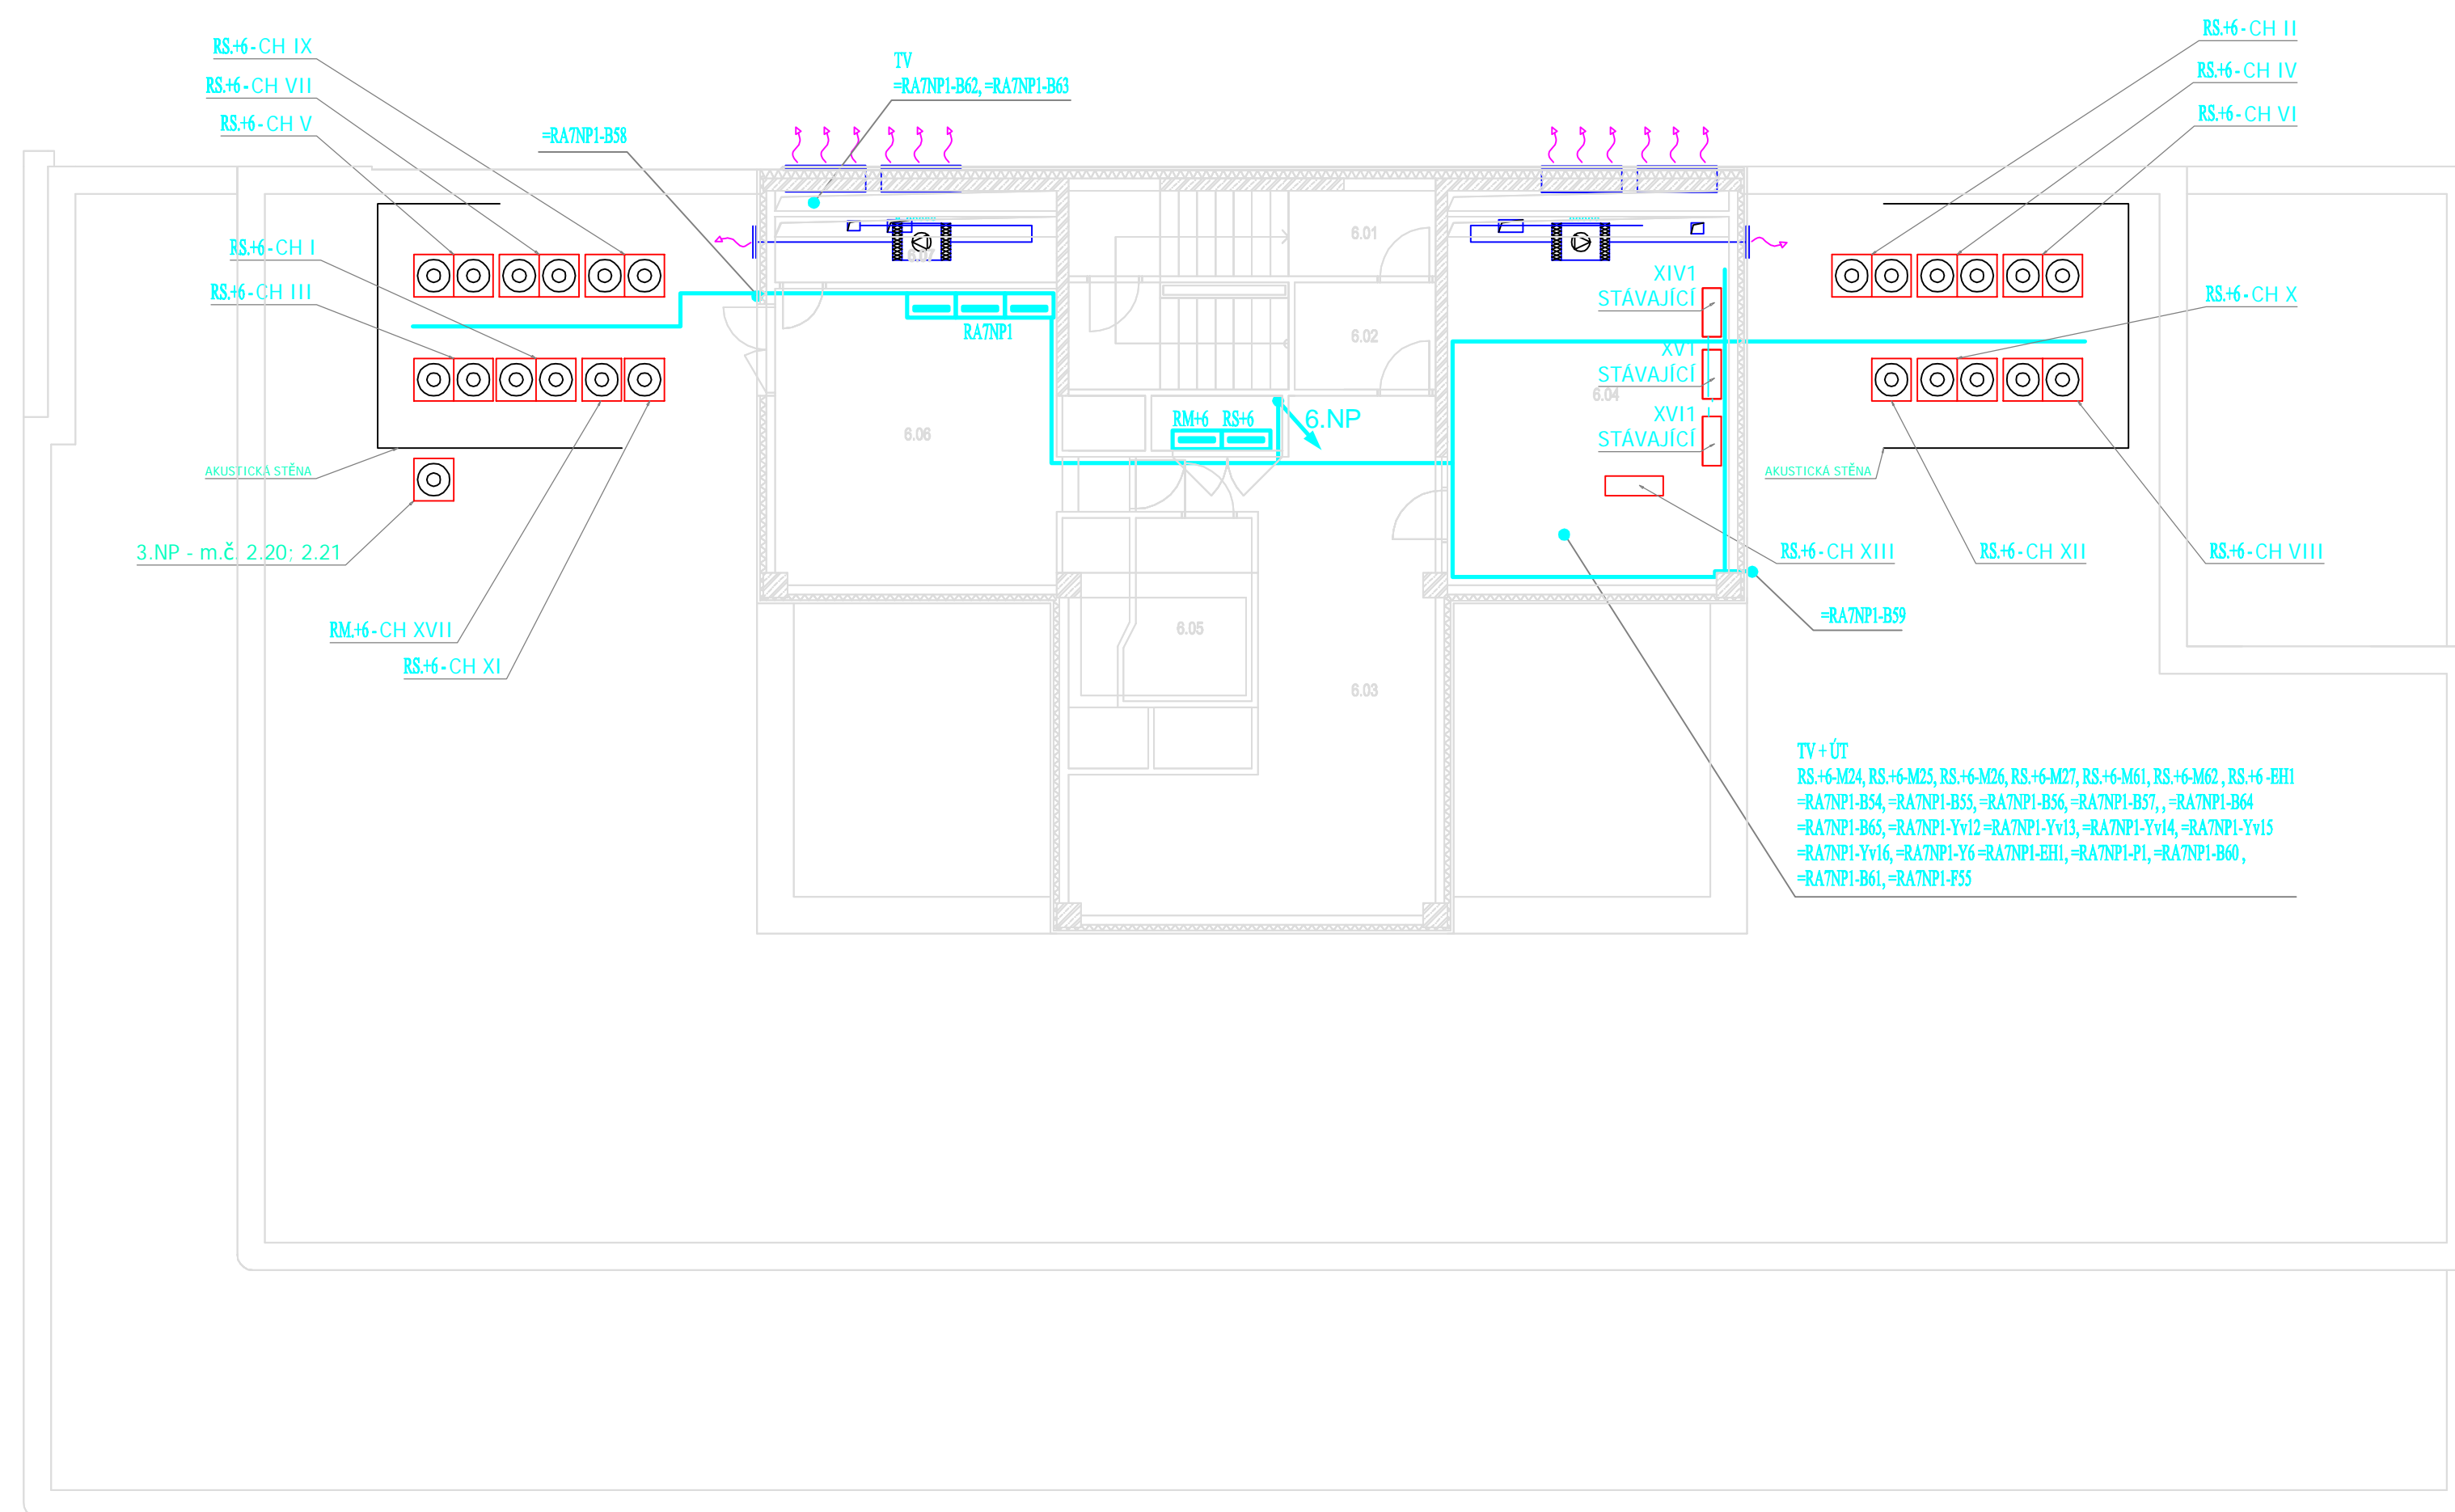 RS.+6 - CH IX
RS.+6 - CH VII
RS.+6 - CH V
=RA7NP1-B58
TV
=RA7NP1-B62, =RA7NP1-B63
RS.+6 - CH II
RS.+6 - CH IV
RS.+6 - CH VI
RS.+6 - CH I
RS.+6 - CH III
6.07
RA7NP1
6.01
6.02
XIV1
STÁVAJÍCÍ
XV1
STÁVAJÍCÍ
6.04
XVI1
STÁVAJÍCÍ
RS.+6 - CH X
6.06
RM+6
RS+6
6.NP
AKUSTICKÁ STĚNA
AKUSTICKÁ STĚNA
3.NP - m.č. 2.20; 2.21
RS.+6 - CH XIII
RS.+6 - CH XII
RS.+6 - CH VIII
RM.+6 - CH XVII
RS.+6 - CH XI
6.05
=RA7NP1-B59
6.03
TV + ÚT
RS.+6-M24, RS.+6-M25, RS.+6-M26, RS.+6-M27, RS.+6-M61, RS.+6-M62 , RS.+6 -EH1
=RA7NP1-B54, =RA7NP1-B55, =RA7NP1-B56, =RA7NP1-B57, , =RA7NP1-B64
=RA7NP1-B65, =RA7NP1-Yv12 =RA7NP1-Yv13, =RA7NP1-Yv14, =RA7NP1-Yv15
=RA7NP1-Yv16, =RA7NP1-Y6 =RA7NP1-EH1, =RA7NP1-P1, =RA7NP1-B60 ,
=RA7NP1-B61, =RA7NP1-F55